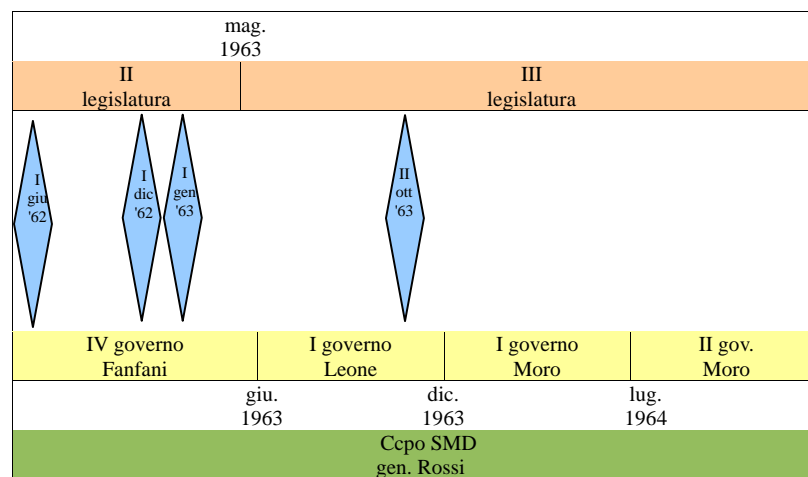 mag.
1963
II
legislatura
III
legislatura
I
giu
'62
I
dic
'62
I
gen
'63
II
ott
'63
IV governo
Fanfani
I governo
Leone
I governo
Moro
II gov.
Moro
giu.
1963
dic.
1963
lug.
1964
Ccpo SMD
gen. Rossi